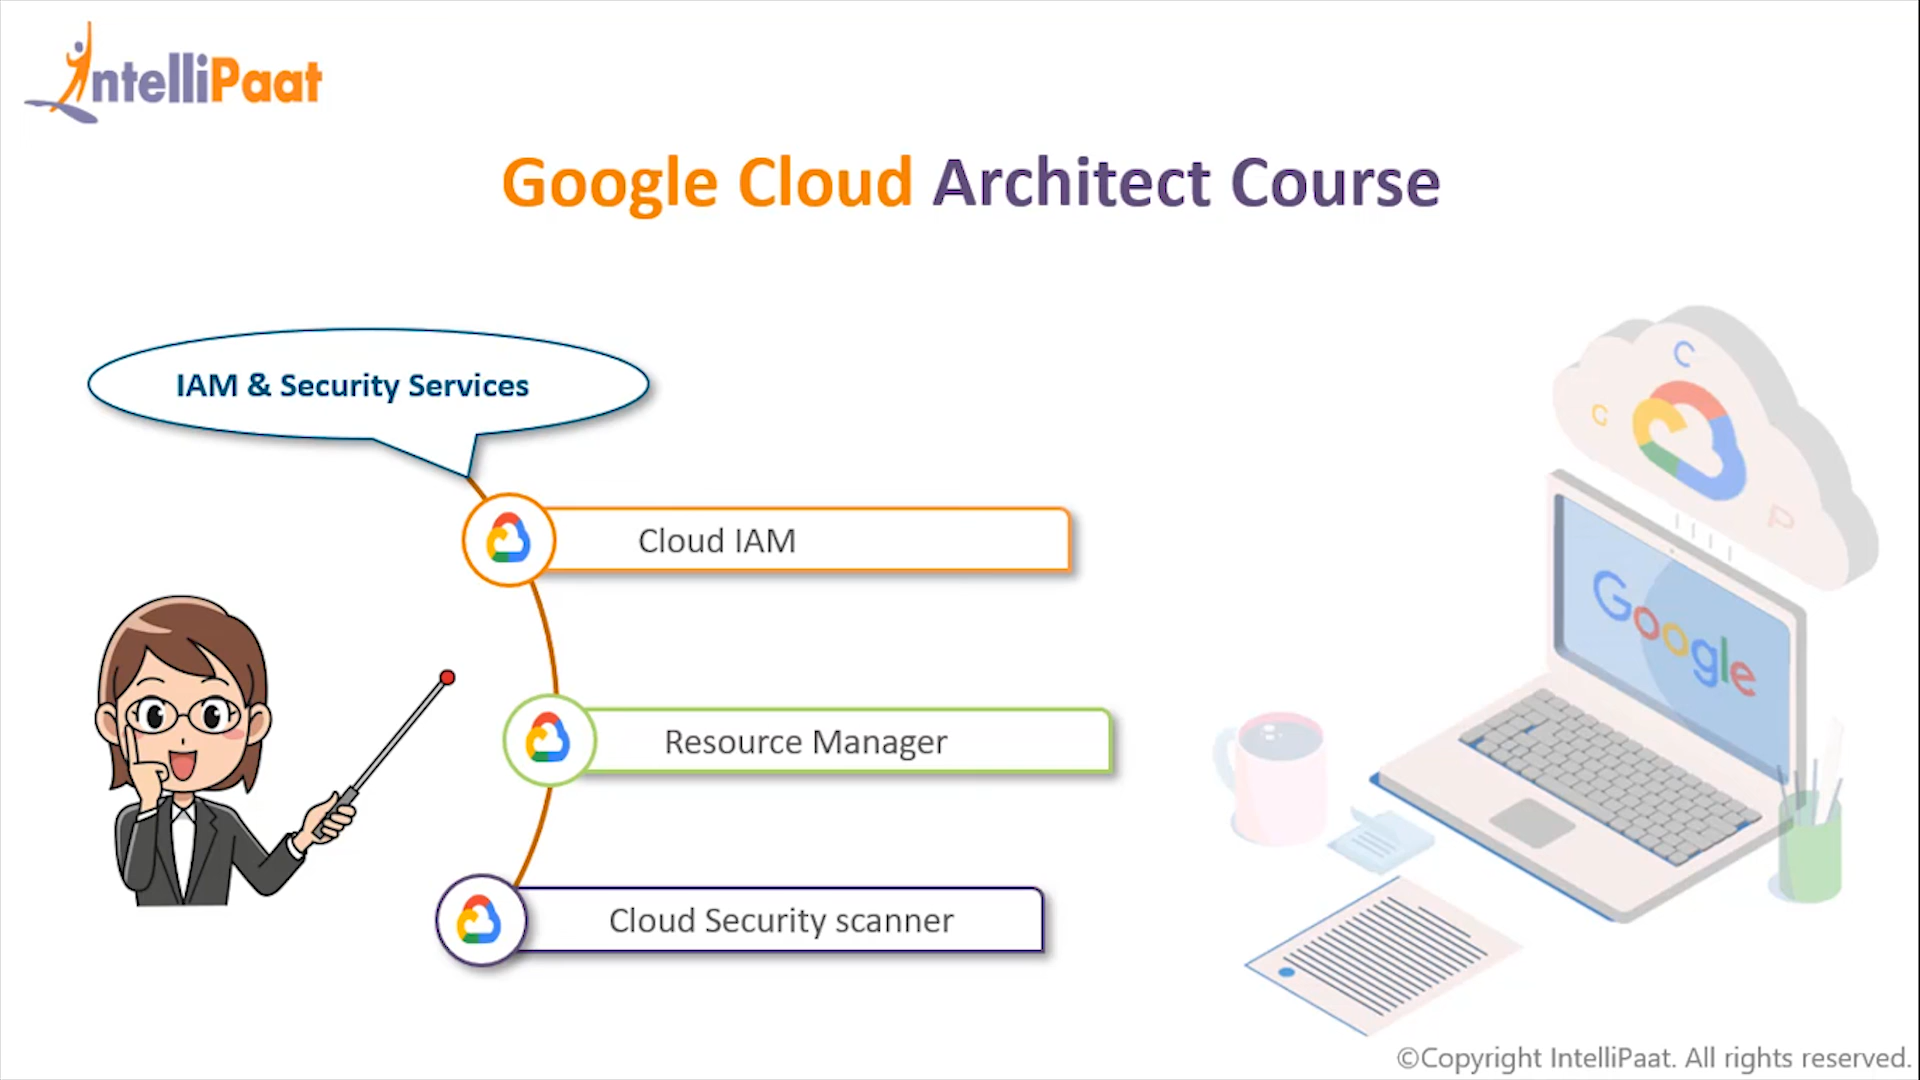 IntelliPaat
Google Cloud Architect Course
IAM & Security Services
Cloud IAM
Resource Manager
Cloud Security scanner
C
C
P
Google
©Copyright IntelliPaat. All rights reserved.